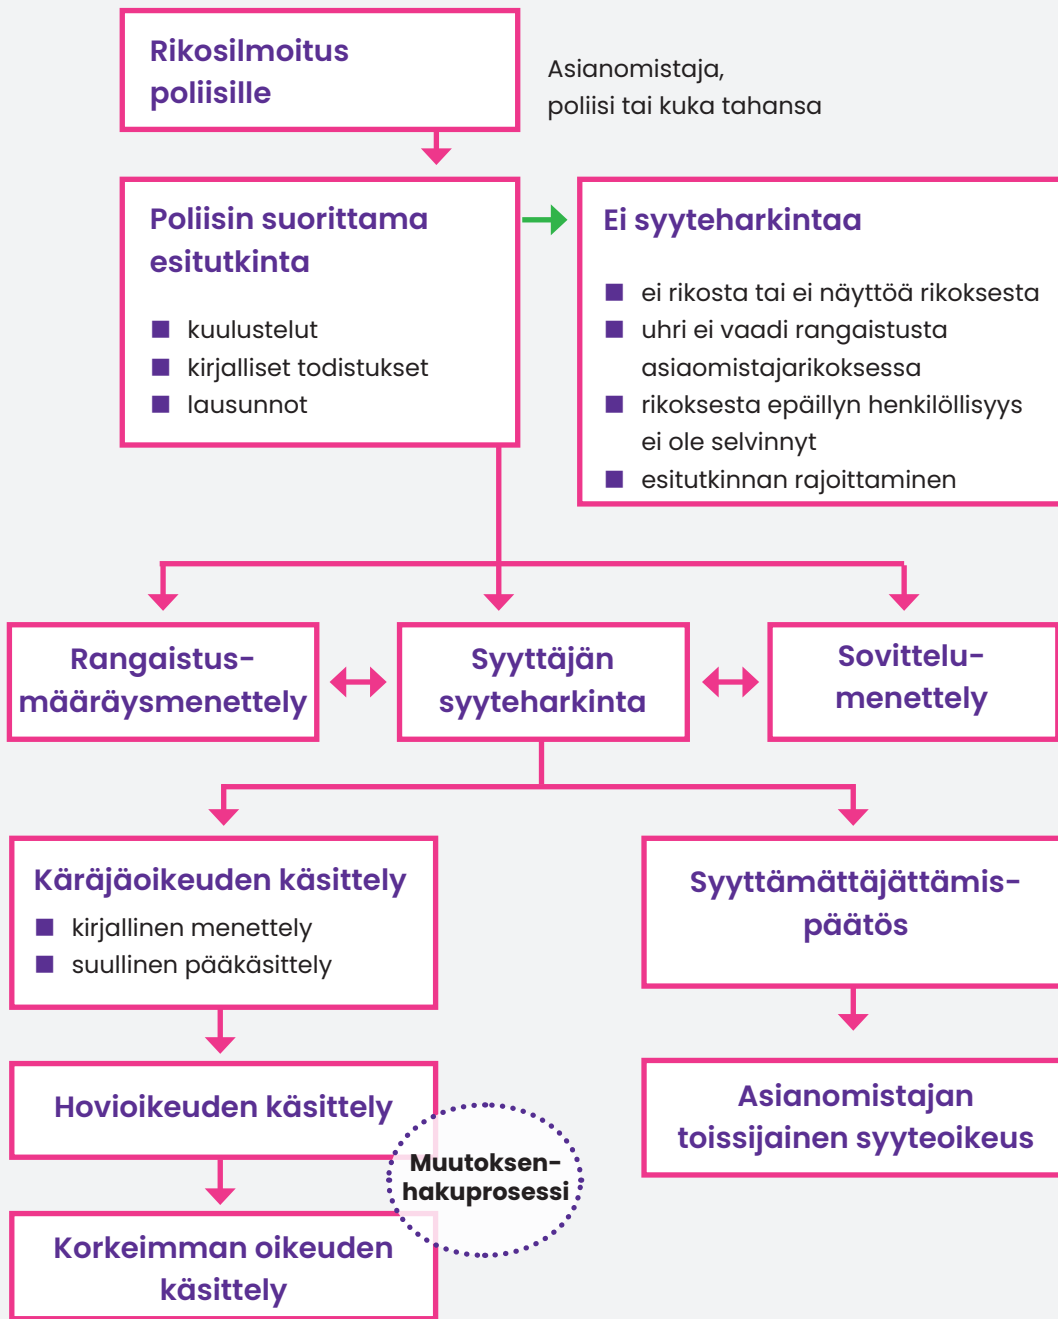 Rikosilmoitus
poliisille
Asianomistaja,
poliisi tai kuka tahansa
Poliisin suorittama
esitutkinta
kuulustelut
kirjalliset todistukset
lausunnot
Ei syyteharkintaa
ei rikosta tai ei näyttöä rikoksesta
uhri ei vaadi rangaistusta
asiaomistajarikoksessa
rikoksesta epäillyn henkilöllisyys
ei ole selvinnyt
esitutkinnan rajoittaminen
Rangaistus-
määräysmenettely
Syyttäjän
syyteharkinta
Sovittelu-
menettely
Käräjäoikeuden käsittely
kirjallinen menettely
suullinen pääkäsittely
Syyttämättäjättämis-
päätös
Hovioikeuden käsittely
Asianomistajan
toissijainen syyteoikeus
Muutoksen-
hakuprosessi
Korkeimman oikeuden
käsittely